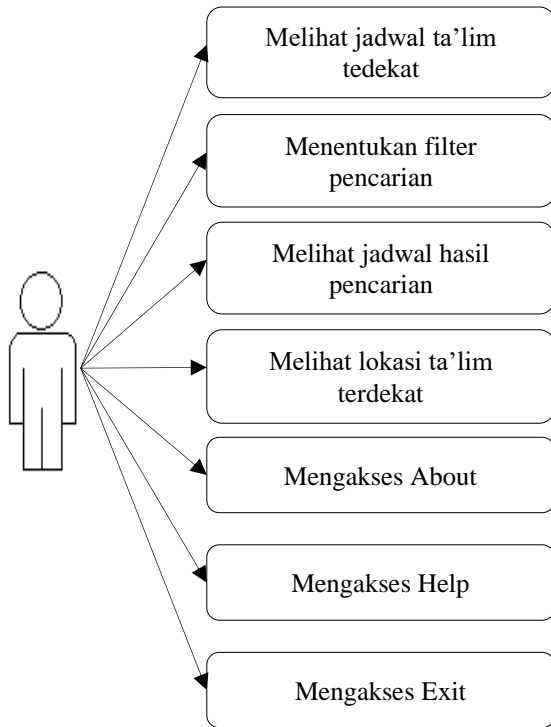 Melihat jadwal ta’lim
tedekat
Menentukan filter
pencarian
Melihat jadwal hasil
pencarian
Melihat lokasi ta’lim
terdekat
Mengakses About
Mengakses Help
Mengakses Exit